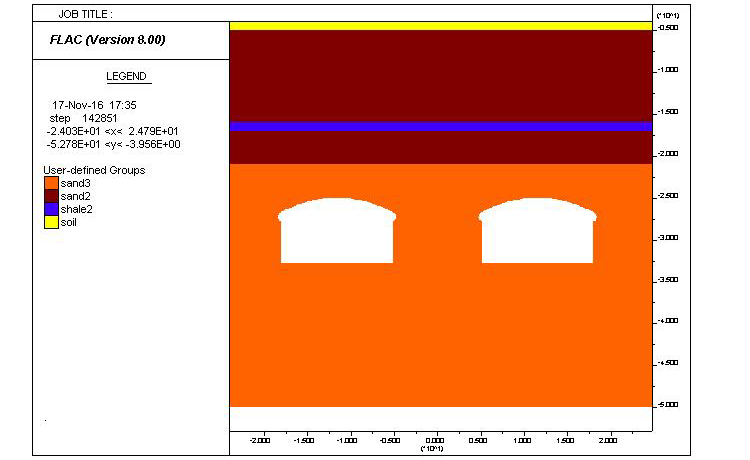 JOB TITLE :
FLAC (Version 8.00)
LEGEND
17-Nov-16 17:35
step 142851
-2.403E+01 <x< 2.479E+01
-5.278E+01 <y< -3.956E+00
User-defined Groups
sand3
sand2
shale2
soil
(*10^1)
-0.500
-1.000
-1.500
-2.000
-2.500
-3.000
-3.500
-4.000
-4.500
-5.000
-2.000 -1.500 -1.000 -0.500 0.000 0.500 1.000 1.500 2.000
(*10^1)